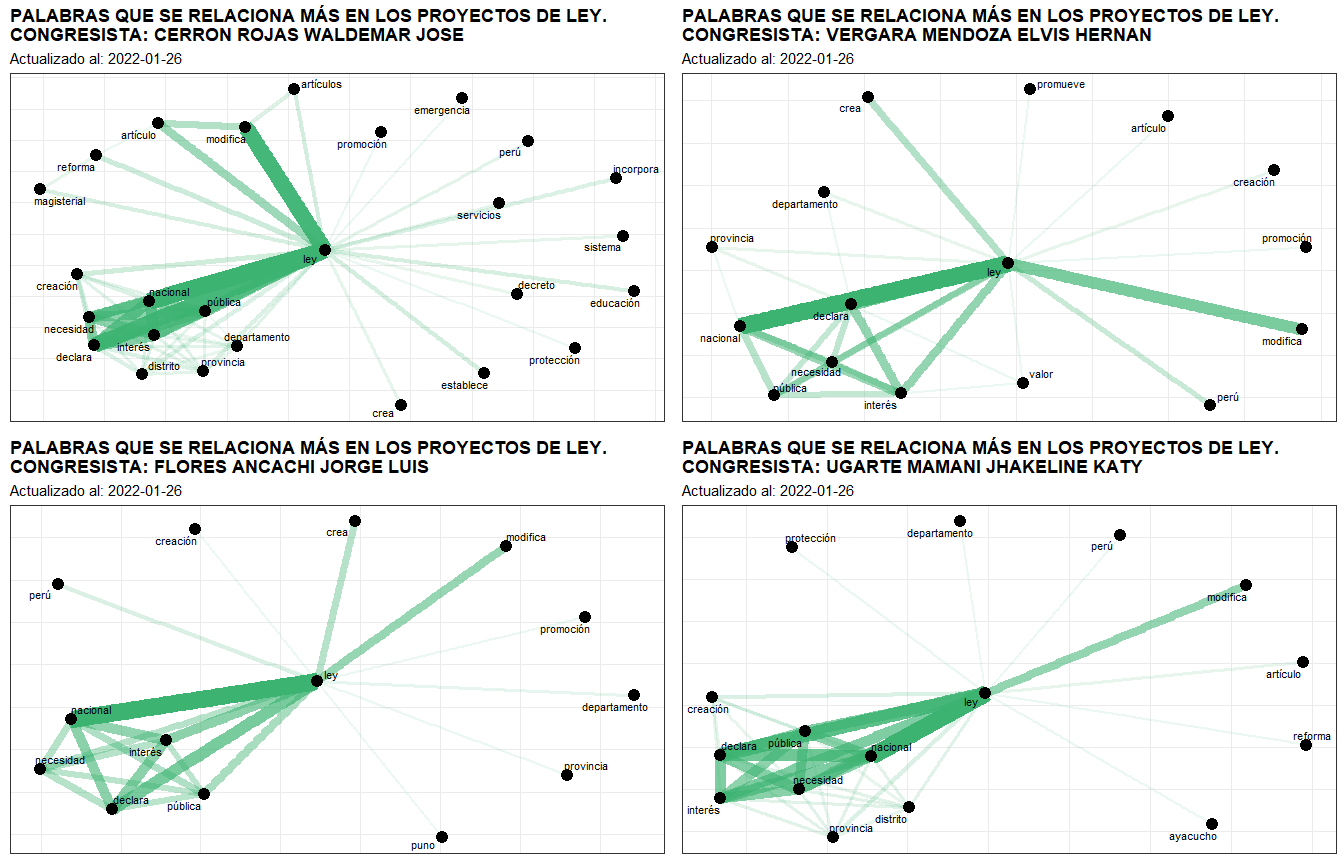 PALABRAS QUE SE RELACIONA MÁS EN LOS PROYECTOS DE LEY.
CONGRESISTA: CERRON ROJAS WALDEMAR JOSE
Actualizado al: 2022-01-26
artículos
emergencia
artículo
modifica
promoción
perú
reforma
incorpora
magisterial
servicios
sistema
ley
creación
nacional
pública
decreto
educación
necesidad
interés
departamento
declara
distrito
provincia
protección
establece
crea
PALABRAS QUE SE RELACIONA MÁS EN LOS PROYECTOS DE LEY.
CONGRESISTA: VERGARA MENDOZA ELVIS HERNAN
Actualizado al: 2022-01-26
promueve
crea
artículo
creación
departamento
provincia
promoción
ley
declara
nacional
modifica
necesidad
pública
valor
interés
perú
PALABRAS QUE SE RELACIONA MÁS EN LOS PROYECTOS DE LEY.
CONGRESISTA: FLORES ANCACHI JORGE LUIS
Actualizado al: 2022-01-26
creación
crea
modifica
perú
promoción
ley
departamento
nacional
interés
necesidad
provincia
declara
pública
puno
PALABRAS QUE SE RELACIONA MÁS EN LOS PROYECTOS DE LEY.
CONGRESISTA: UGARTE MAMANI JHAKELINE KATY
Actualizado al: 2022-01-26
protección
departamento
perú
modifica
artículo
ley
creación
reforma
declara
pública
nacional
necesidad
interés
distrito
provincia
ayacucho